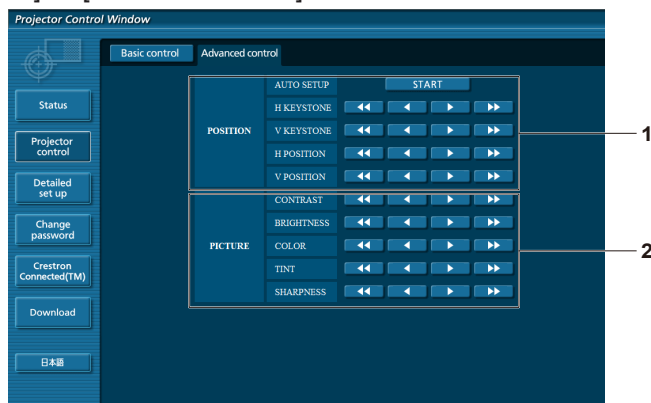 Projector Control Window
Basic control
Advanced control
Status
Projector
control
Detailed
set up
Change
password
Crestron
Connected(TM)
Download
日本語
POSITION
AUTO SETUP
START
H KEYSTONE
V KEYSTONE
H POSITION
V POSITION
1
PICTURE
CONTRAST
BRIGHTNESS
COLOR
TINT
SHARPNESS
2